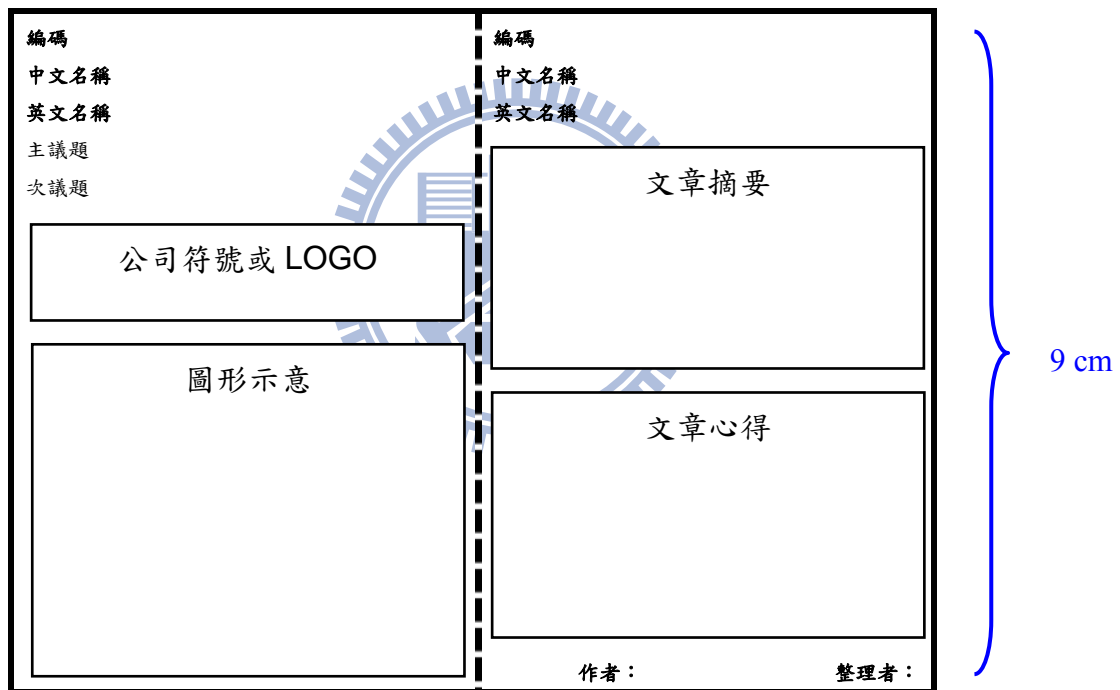 編碼
中文名稱
英文名稱
主議題
次議題
公司符號或 LOGO
圖形示意
編碼
中文名稱
英文名稱
文章摘要
文章心得
作者：
整理者：
9 cm